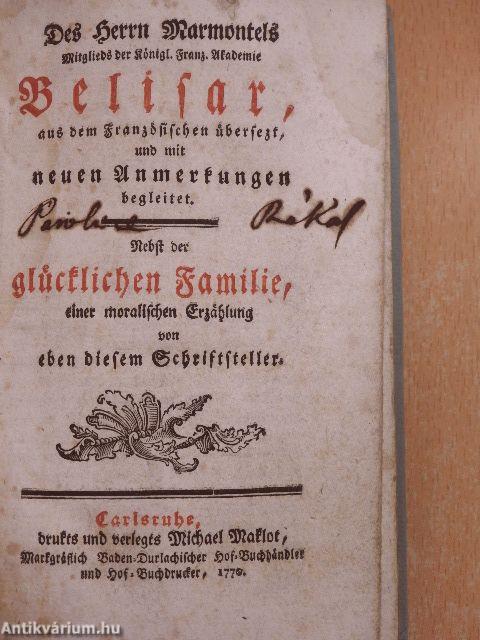 Des Herrn Marmontels
Mitglieds der Königl. Franz. Akademie
Belisar,
aus dem Französischen übersezt,
und mit
neuen Anmerkungen
begleitet.
Rákel
Nebst der
glücklichen Familie,
einer moralischen Erzählung
von
eben diesem Schriftsteller.
Carlsruhe,
drukts und verlegts Michael Maklot,
Markgräflich Baden-Durlachischer Hof-Buchhändler
und Hof-Buchdrucker, 1770.
Antikvárium.hu